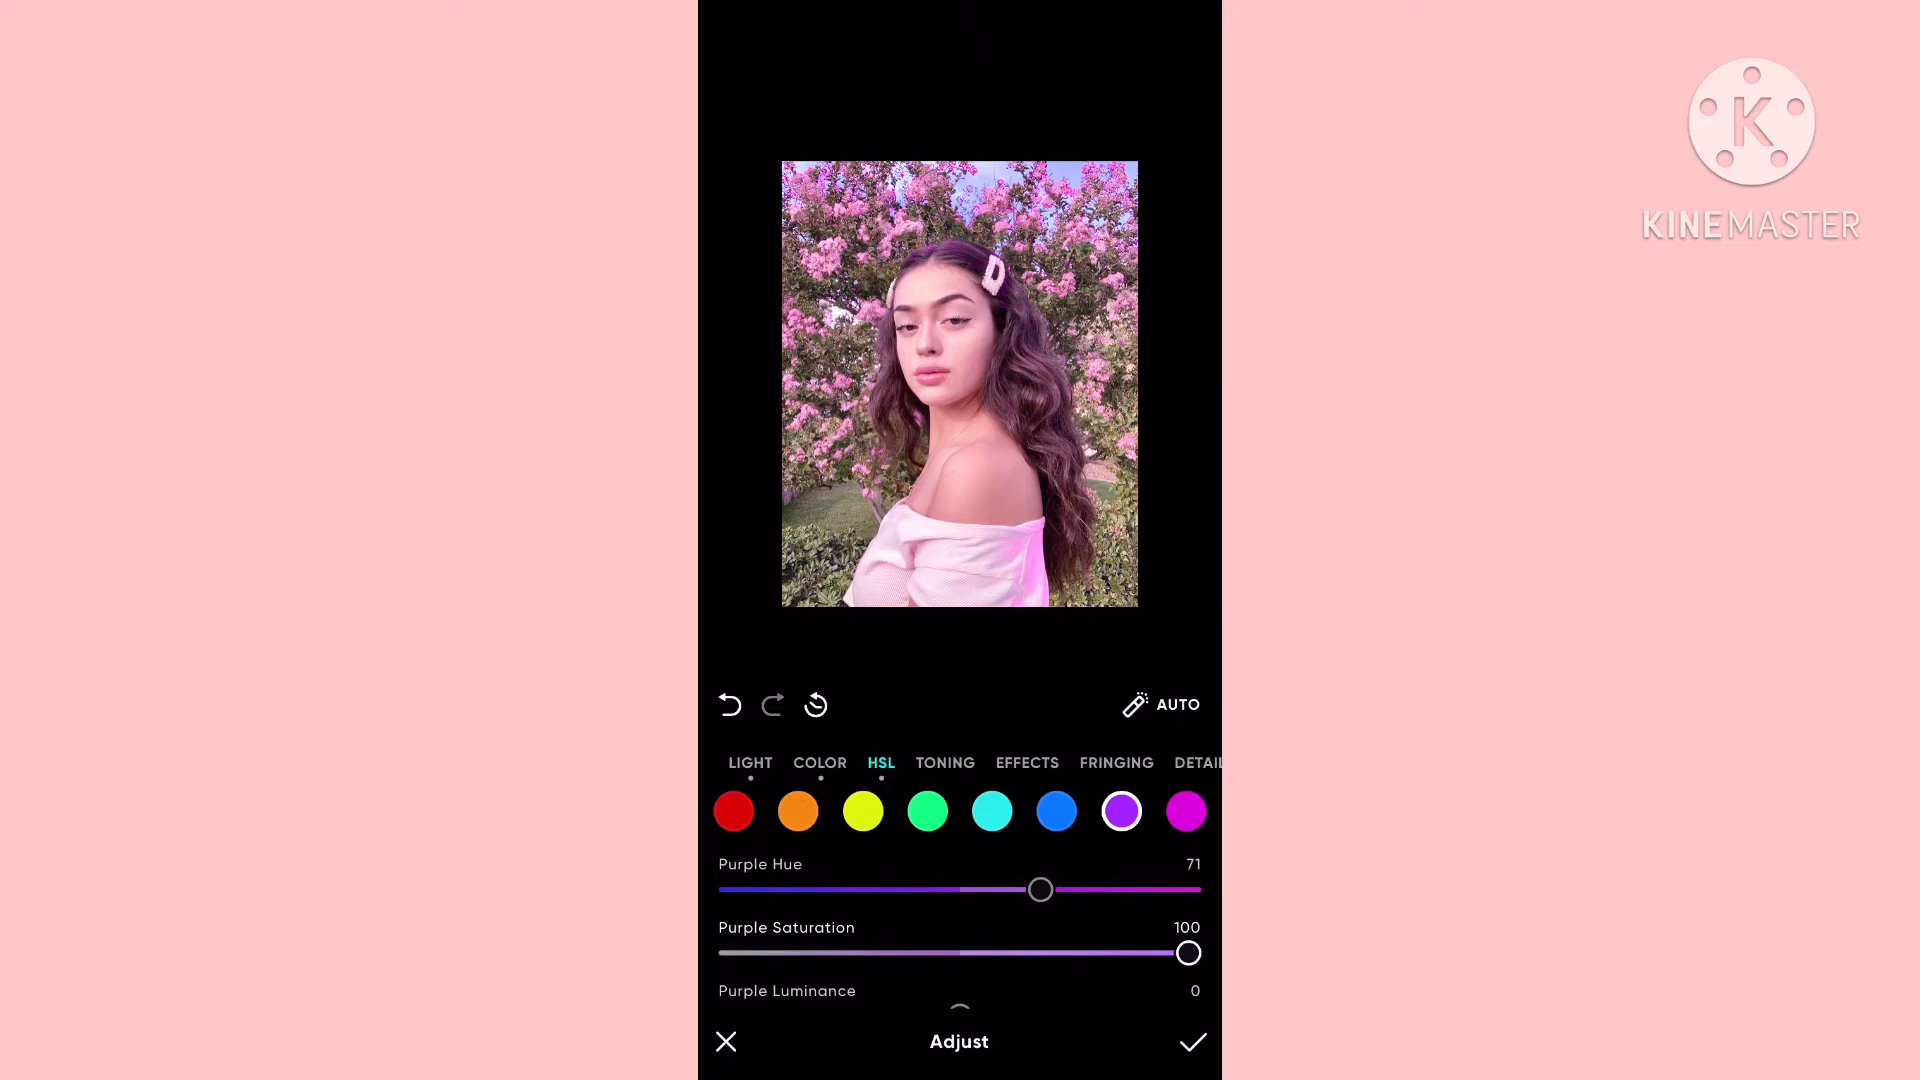 K
KINEMASTER
D
AUTO
LIGHT COLOR HSL TONING EFFECTS FRINGING DETAIL
Purple Hue 71
Purple Saturation 100
Purple Luminance 0
Adjust